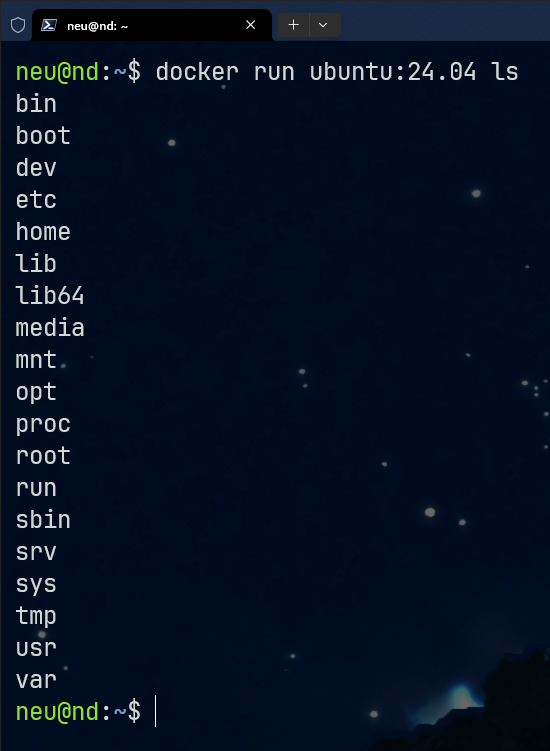 neu@nd: ~
neu@nd:~$ docker run ubuntu:24.04 ls
bin
boot
dev
etc
home
lib
lib64
media
mnt
opt
proc
root
run
sbin
srv
sys
tmp
usr
var
neu@nd:~$